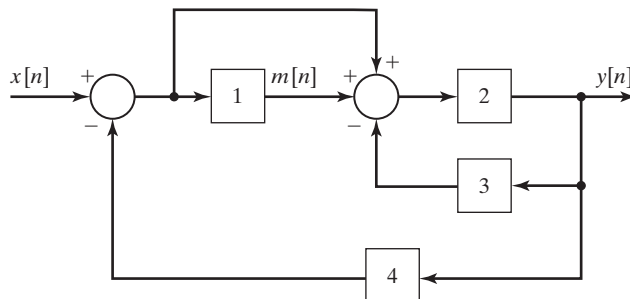 +
x[n] + 1 m[n] + 2 y[n]
− −
3
4